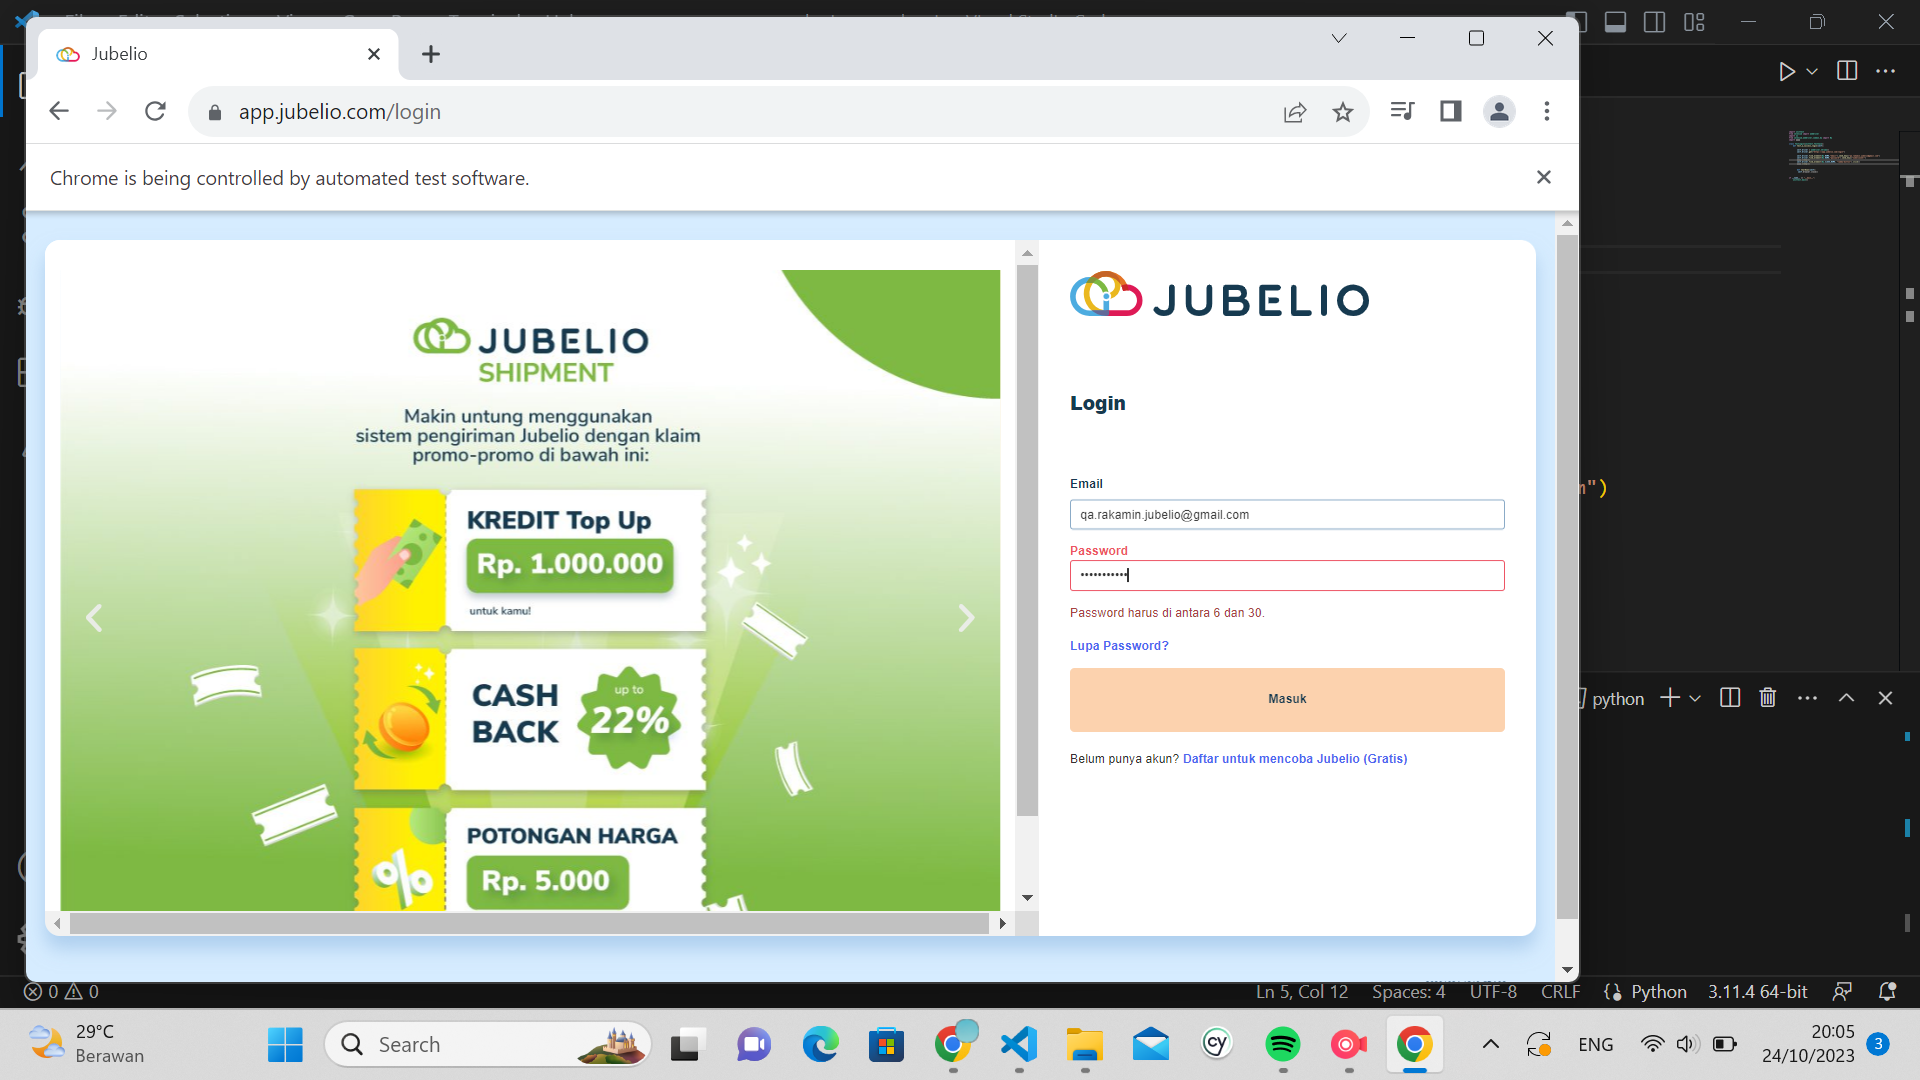 Jubelio
app.jubelio.com/login
Chrome is being controlled by automated test software.
JUBELIO
SHIPMENT
Makin untung menggunakan
sistem pengiriman Jubelio dengan klaim
promo-promo di bawah ini:
KREDIT Top Up
Rp. 1.000.000
untuk kamu!
CASH
BACK
up to
22%
POTONGAN HARGA
Rp. 5.000
%
JUBELIO
Login
Email
qa.rakamin.jubelio@gmail.com
Password
•••••••••••
Password harus di antara 6 dan 30.
Lupa Password?
Masuk
Belum punya akun? Daftar untuk mencoba Jubelio (Gratis)
")
python
0 0
Ln 5, Col 12
Spaces: 4
UTF-8
CRLF
Python
3.11.4 64-bit
29°C
Berawan
Search
cy
ENG
20:05
24/10/2023
3